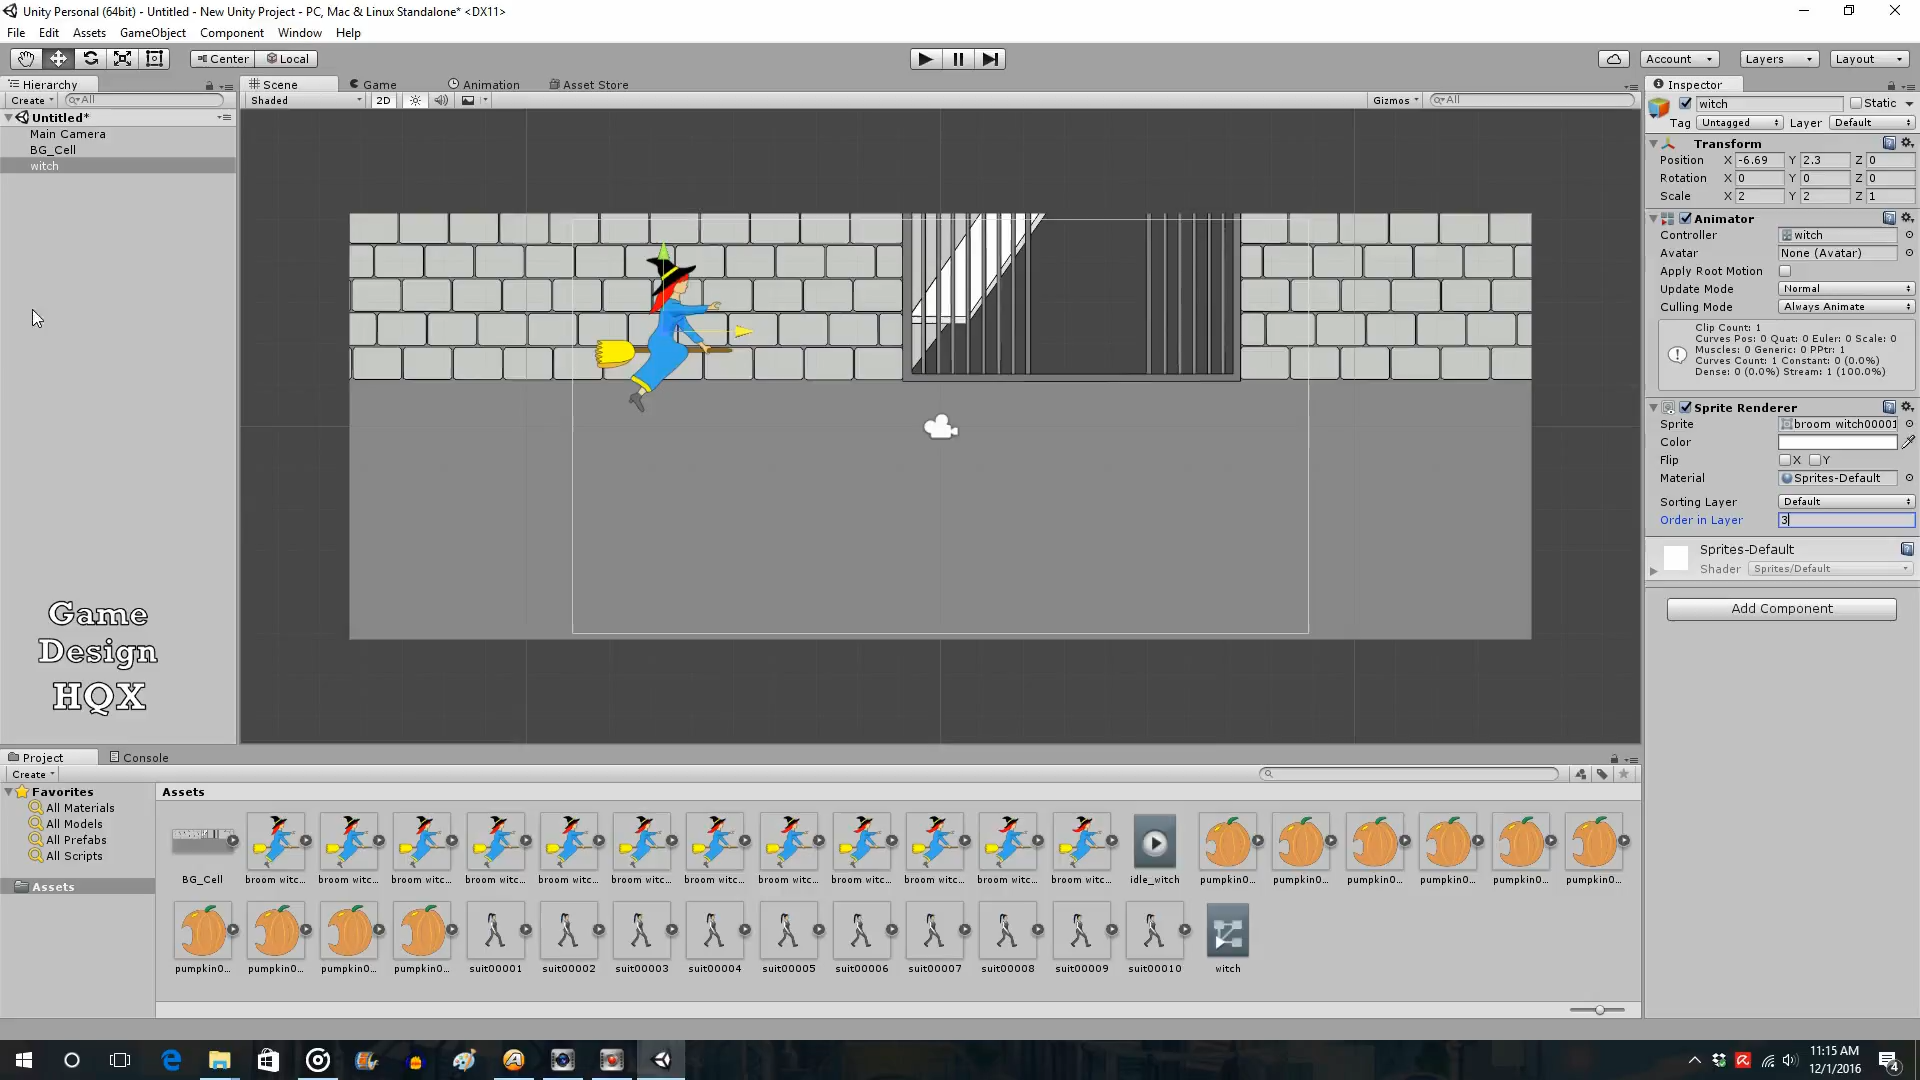 Unity Personal (64bit) - Untitled - New Unity Project - PC, Mac & Linux Standalone* <DX11>
File Edit Assets GameObject Component Window Help
Center Local Account Layers Layout
Hierarchy Scene Game Animation Asset Store Inspector
Create All Shaded 2D Gizmos All
witch Static
Untitled*
Tag Untagged Layer Default
Main Camera
BG_Cell
witch
Transform
Position X -6.69 Y 2.3 Z 0
Rotation X 0 Y 0 Z 0
Scale X 2 Y 2 Z 1
Animator
Controller witch
Avatar None (Avatar)
Apply Root Motion
Update Mode Normal
Culling Mode Always Animate
Clip Count: 1
Curves Pos: 0 Quat: 0 Euler: 0 Scale: 0
Muscles: 0 Generic: 0 PPtr: 1
Curves Count: 1 Constant: 0 (0.0%)
Dense: 0 (0.0%) Stream: 1 (100.0%)
Sprite Renderer
Sprite broom witch00001
Color
Flip X Y
Material Sprites-Default
Sorting Layer Default
Order in Layer 3
Sprites-Default
Shader Sprites/Default
Add Component
Game
Design
HQX
Project Console
Create
Favorites
All Materials
All Models
All Prefabs
All Scripts
Assets
Assets
BG_Cell broom witc... broom witc... broom witc... broom witc... broom witc... broom witc... broom witc... broom witc... broom witc... broom witc... broom witc... broom witc... idle_witch pumpkin0... pumpkin0... pumpkin0... pumpkin0... pumpkin0... pumpkin0...
pumpkin0... pumpkin0... pumpkin0... pumpkin0... suit00001 suit00002 suit00003 suit00004 suit00005 suit00006 suit00007 suit00008 suit00009 suit00010 witch
11:15 AM
12/1/2016
4